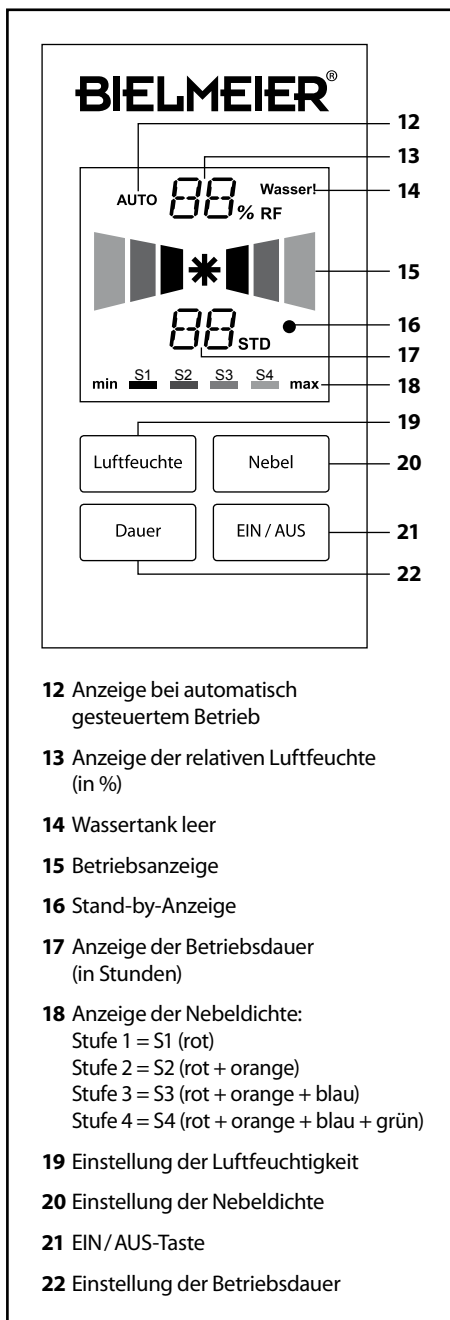 BIELMEIER®
12
13
AUTO 88% RF Wasser! 14
15
16
88 STD
17
min S1 S2 S3 S4 max 18
19
Luftfeuchte Nebel 20
Dauer EIN / AUS 21
22
12 Anzeige bei automatisch
gesteuertem Betrieb
13 Anzeige der relativen Luftfeuchte
(in %)
14 Wassertank leer
15 Betriebsanzeige
16 Stand-by-Anzeige
17 Anzeige der Betriebsdauer
(in Stunden)
18 Anzeige der Nebeldichte:
Stufe 1 = S1 (rot)
Stufe 2 = S2 (rot + orange)
Stufe 3 = S3 (rot + orange + blau)
Stufe 4 = S4 (rot + orange + blau + grün)
19 Einstellung der Luftfeuchtigkeit
20 Einstellung der Nebeldichte
21 EIN / AUS-Taste
22 Einstellung der Betriebsdauer